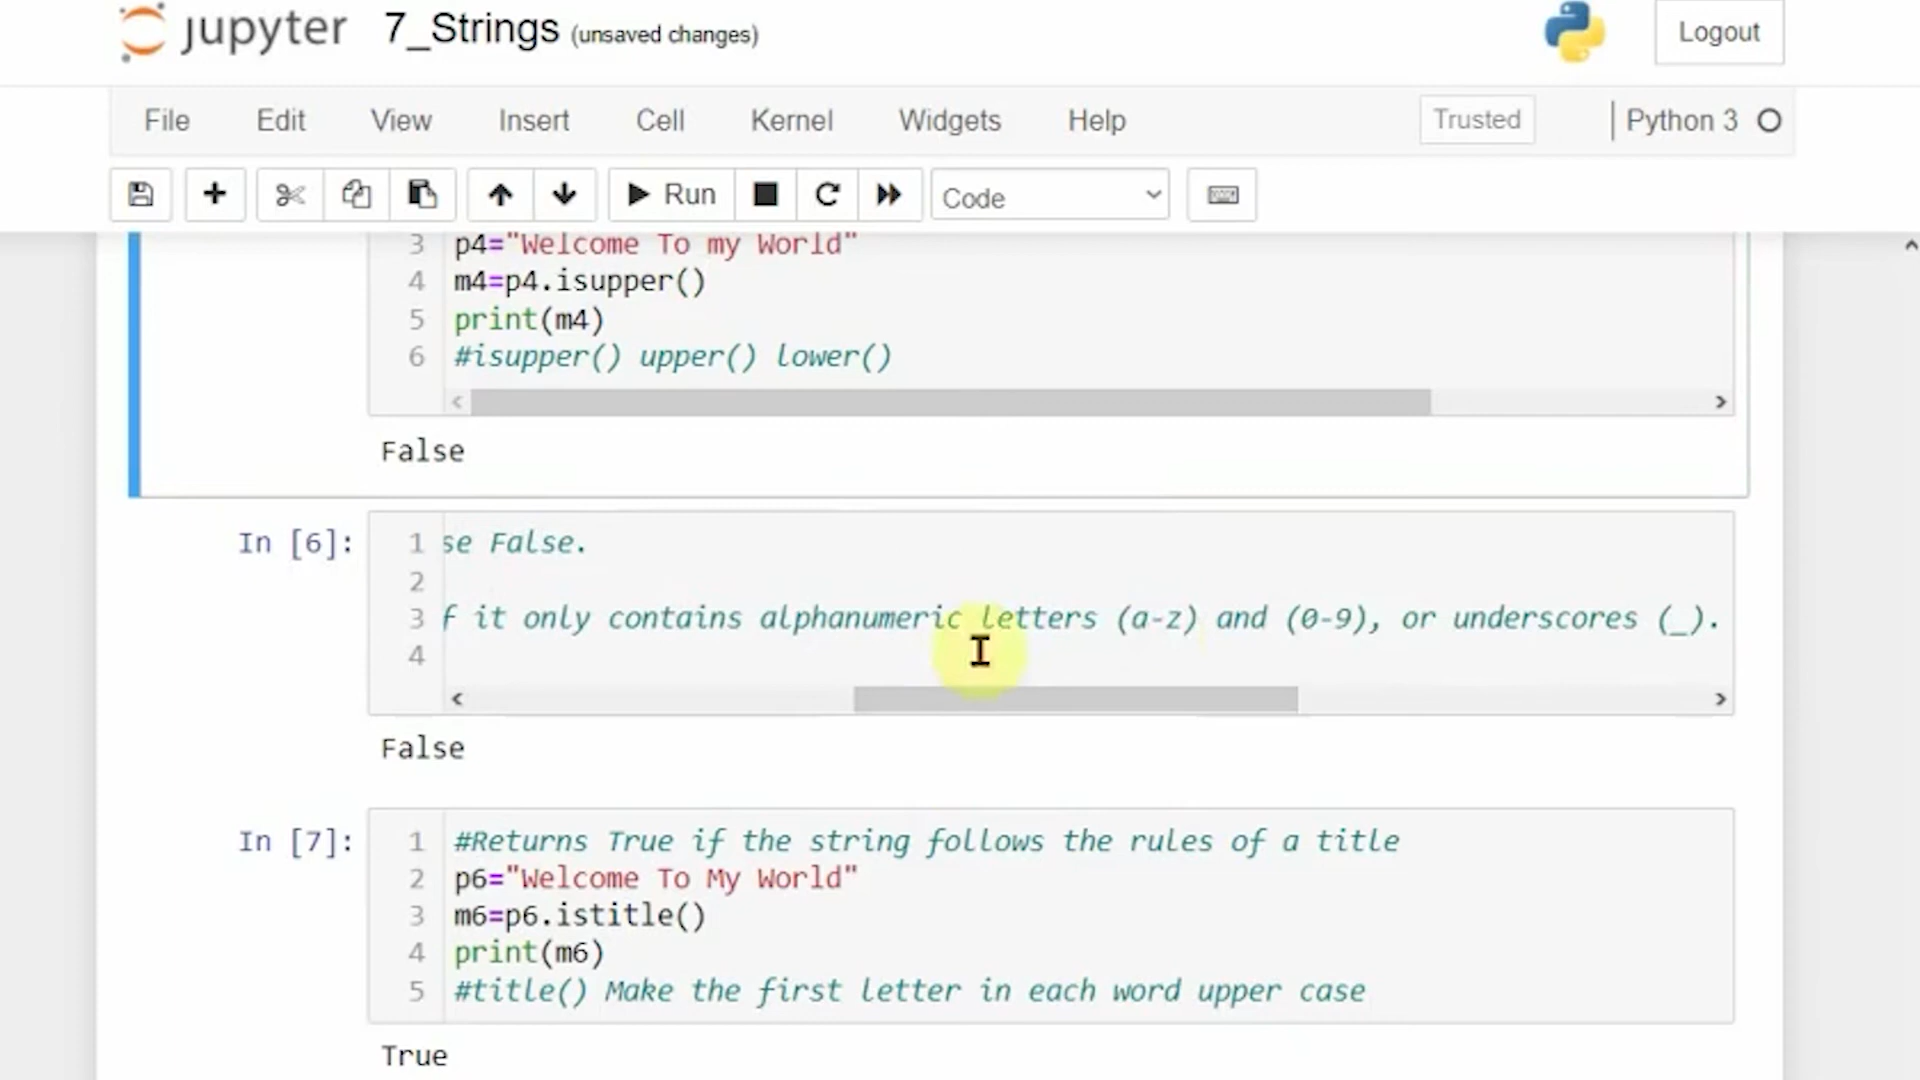 jupyter 7_Strings (unsaved changes) Logout
File Edit View Insert Cell Kernel Widgets Help Trusted | Python 3
Run Code
3 p4="Welcome To my World"
4 m4=p4.isupper()
5 print(m4)
6 #isupper() upper() lower()
False
In [6]: 1 se False.
2
3 f it only contains alphanumeric letters (a-z) and (0-9), or underscores (_).
4
False
In [7]: 1 #Returns True if the string follows the rules of a title
2 p6="Welcome To My World"
3 m6=p6.istitle()
4 print(m6)
5 #title() Make the first letter in each word upper case
True